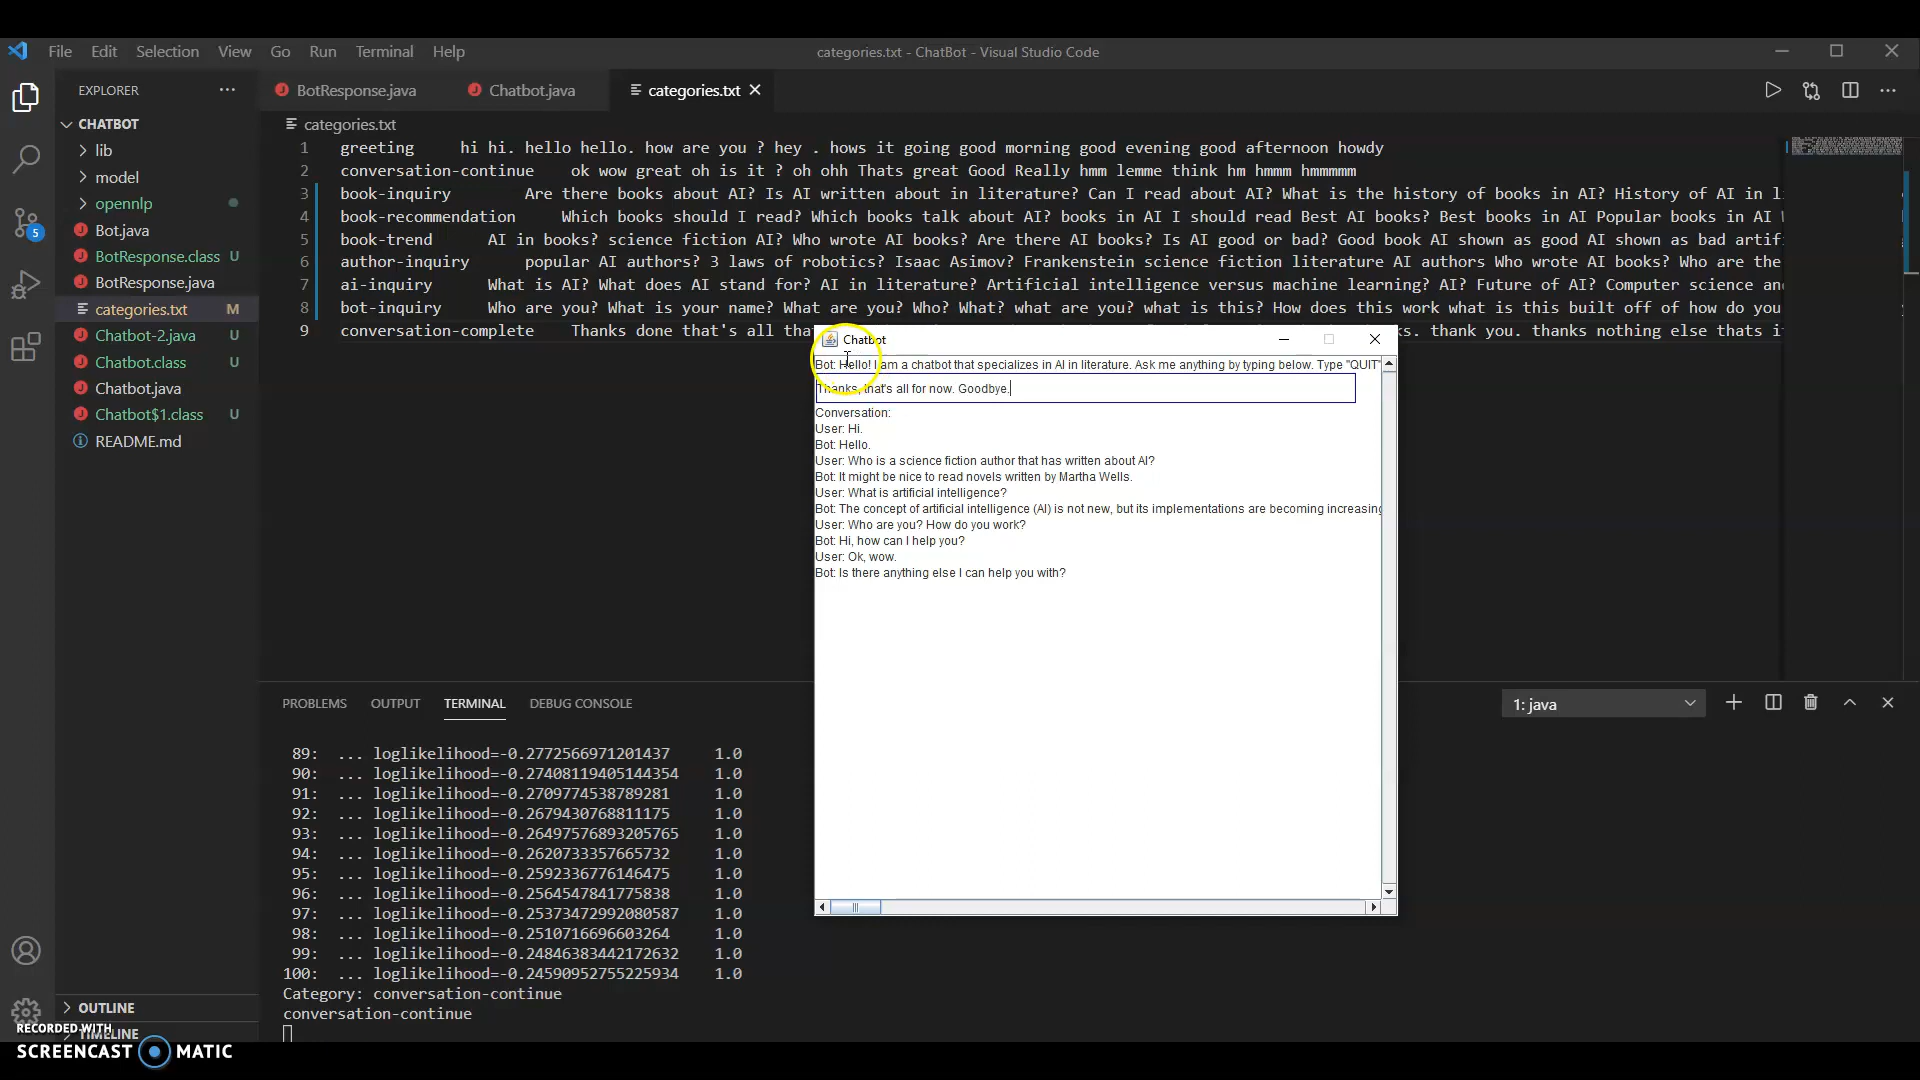 File Edit Selection View Go Run Terminal Help
categories.txt - ChatBot - Visual Studio Code
EXPLORER
BotResponse.java
Chatbot.java
categories.txt
CHATBOT
lib
model
opennlp
Bot.java
BotResponse.class U
BotResponse.java
categories.txt M
Chatbot-2.java U
Chatbot.class U
Chatbot.java
Chatbot$1.class U
README.md
5
OUTLINE
TIMELINE
categories.txt
1 greeting hi hi. hello hello. how are you ? hey . hows it going good morning good evening good afternoon howdy
2 conversation-continue ok wow great oh is it ? oh ohh Thats great Good Really hmm lemme think hm hmmm hmmmmm
3 book-inquiry Are there books about AI? Is AI written about in literature? Can I read about AI? What is the history of books in AI? History of AI in li
4 book-recommendation Which books should I read? Which books talk about AI? books in AI I should read Best AI books? Best books in AI Popular books in AI
5 book-trend AI in books? science fiction AI? Who wrote AI books? Are there AI books? Is AI good or bad? Good book AI shown as good AI shown as bad artif
6 author-inquiry popular AI authors? 3 laws of robotics? Isaac Asimov? Frankenstein science fiction literature AI authors Who wrote AI books? Who are the
7 ai-inquiry What is AI? What does AI stand for? AI in literature? Artificial intelligence versus machine learning? AI? Future of AI? Computer science an
8 bot-inquiry Who are you? What is your name? What are you? Who? What? what are you? what is this? How does this work what is this built off of how do you
9 conversation-complete Thanks done that's all tha
ks. thank you. thanks nothing else thats i
Chatbot
Bot: Hello! I am a chatbot that specializes in AI in literature. Ask me anything by typing below. Type "QUIT"
Thanks, that's all for now. Goodbye.
Conversation:
User: Hi.
Bot: Hello.
User: Who is a science fiction author that has written about AI?
Bot: It might be nice to read novels written by Martha Wells.
User: What is artificial intelligence?
Bot: The concept of artificial intelligence (AI) is not new, but its implementations are becoming increasing
User: Who are you? How do you work?
Bot: Hi, how can I help you?
User: Ok, wow.
Bot: Is there anything else I can help you with?
PROBLEMS OUTPUT TERMINAL DEBUG CONSOLE
1: java
89: ... loglikelihood=-0.2772566971201437 1.0
90: ... loglikelihood=-0.27408119405144354 1.0
91: ... loglikelihood=-0.2709774538789281 1.0
92: ... loglikelihood=-0.2679430768811175 1.0
93: ... loglikelihood=-0.26497576893205765 1.0
94: ... loglikelihood=-0.2620733357665732 1.0
95: ... loglikelihood=-0.2592336776146475 1.0
96: ... loglikelihood=-0.2564547841775838 1.0
97: ... loglikelihood=-0.25373472992080587 1.0
98: ... loglikelihood=-0.2510716696603264 1.0
99: ... loglikelihood=-0.24846383442172632 1.0
100: ... loglikelihood=-0.24590952755225934 1.0
Category: conversation-continue
conversation-continue
RECORDED WITH
SCREENCAST MATIC